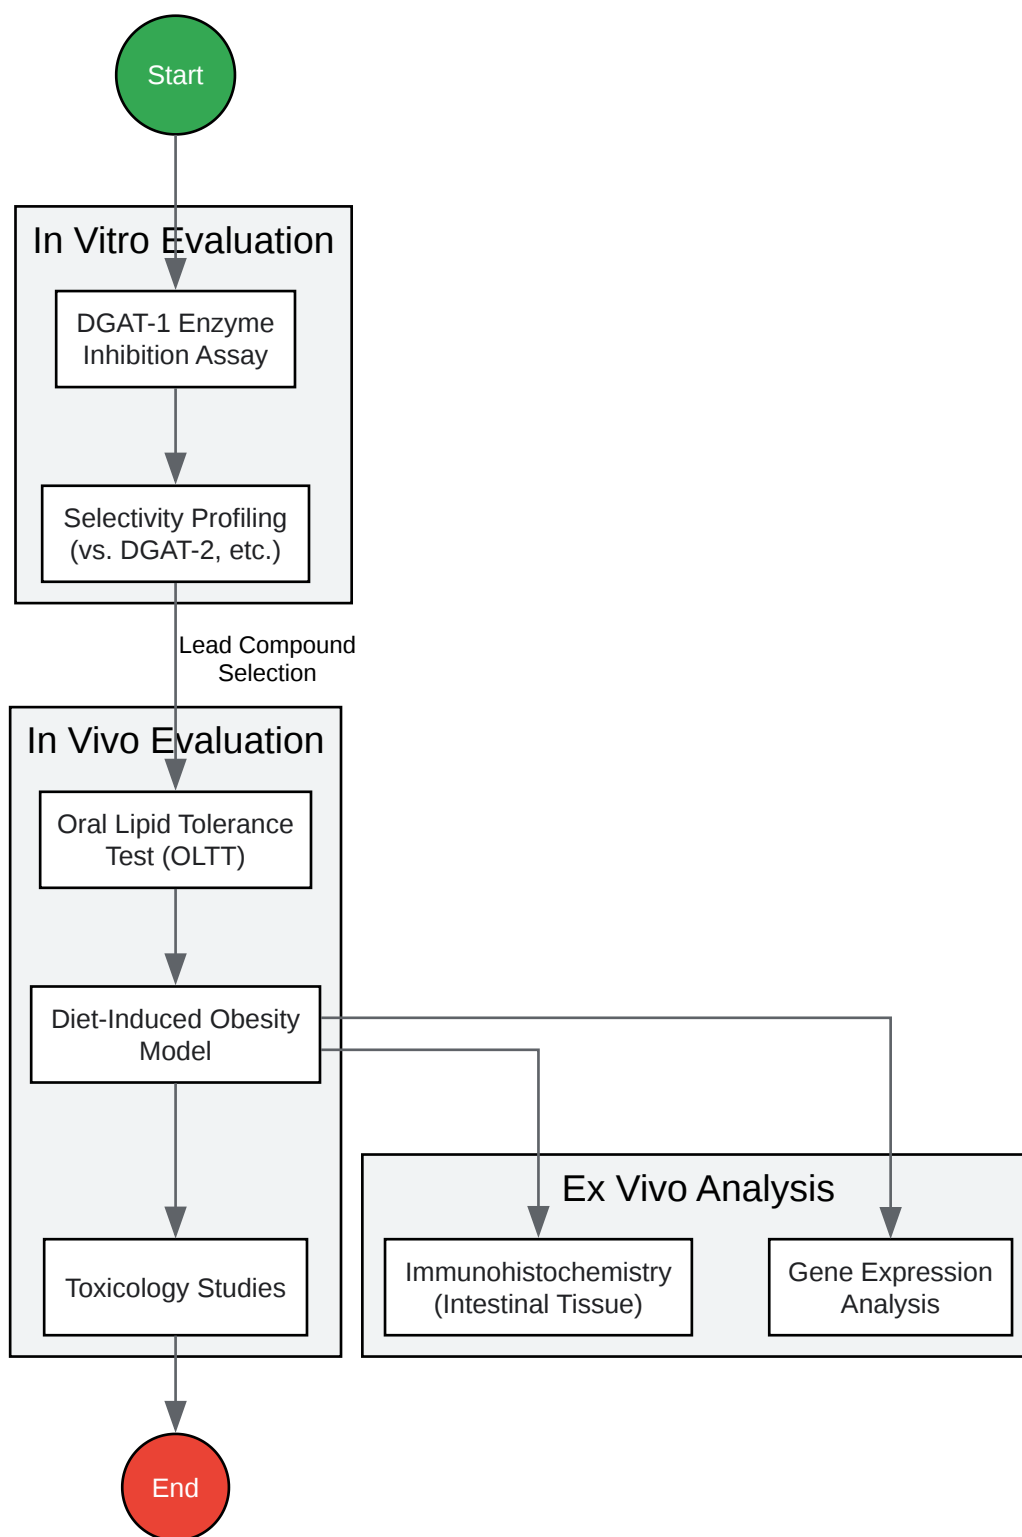 Start
In Vitro Evaluation
DGAT-1 Enzyme
Inhibition Assay
Selectivity Profiling
(vs. DGAT-2, etc.)
Lead Compound
Selection
In Vivo Evaluation
Oral Lipid Tolerance
Test (OLTT)
Diet-Induced Obesity
Model
Ex Vivo Analysis
Toxicology Studies
Immunohistochemistry
(Intestinal Tissue)
Gene Expression
Analysis
End